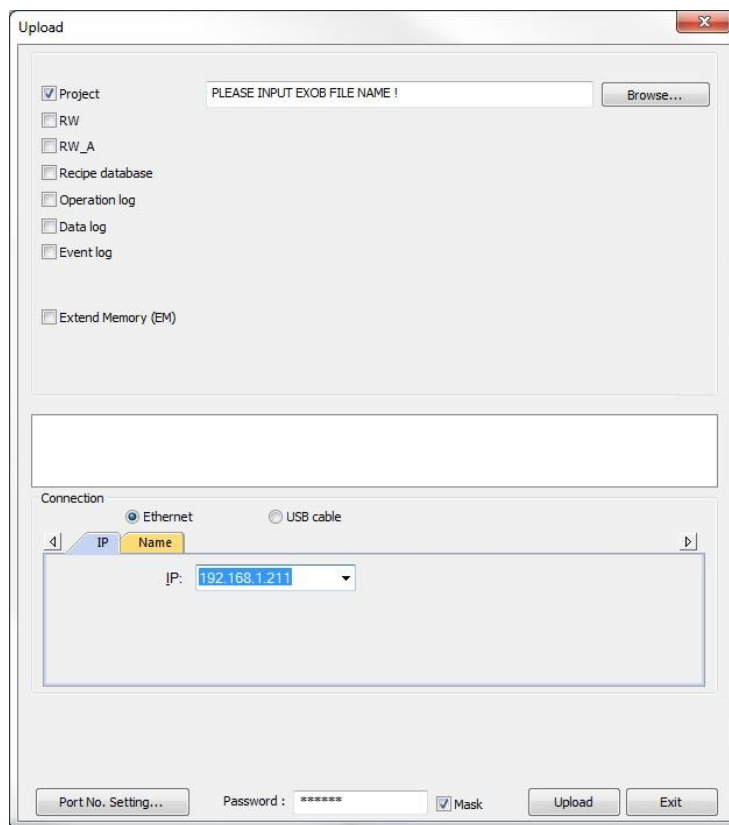 Upload
Project PLEASE INPUT EXOB FILE NAME ! Browse...
RW
RW_A
Recipe database
Operation log
Data log
Event log
Extend Memory (EM)
Connection
Ethernet USB cable
IP Name
IP: 192.168.1.211
Port No. Setting... Password : ****** Mask Upload Exit